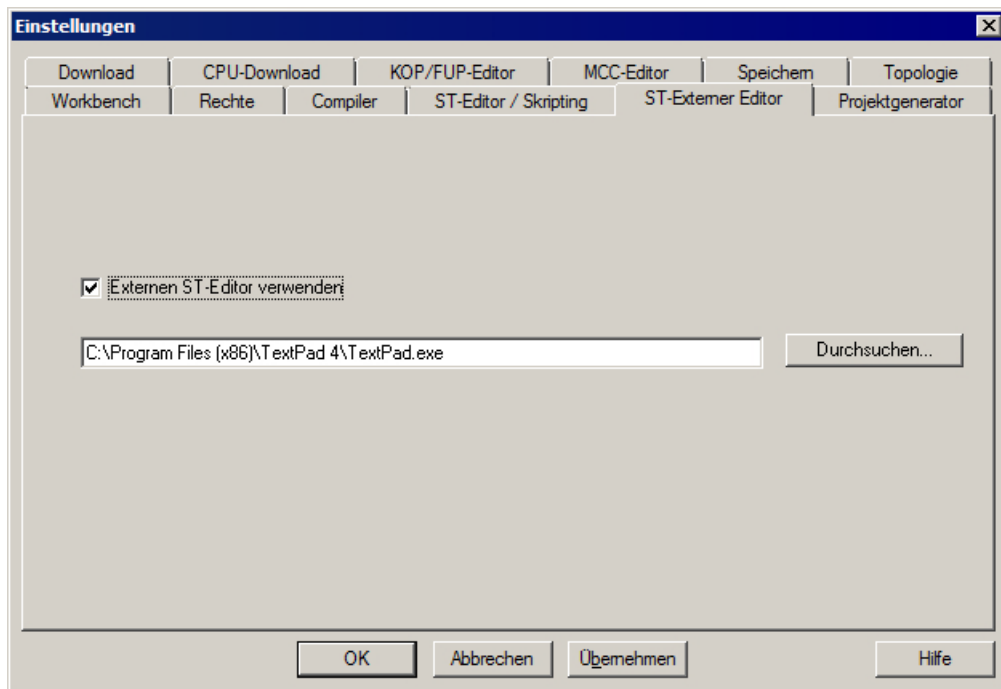 Einstellungen
Download CPU-Download KOP/FUP-Editor MCC-Editor Speichern Topologie
Workbench Rechte Compiler ST-Editor / Skripting ST-Externer Editor Projektgenerator
Externen ST-Editor verwenden
C:\Program Files (x86)\TextPad 4\TextPad.exe Durchsuchen...
OK Abbrechen Übernehmen Hilfe